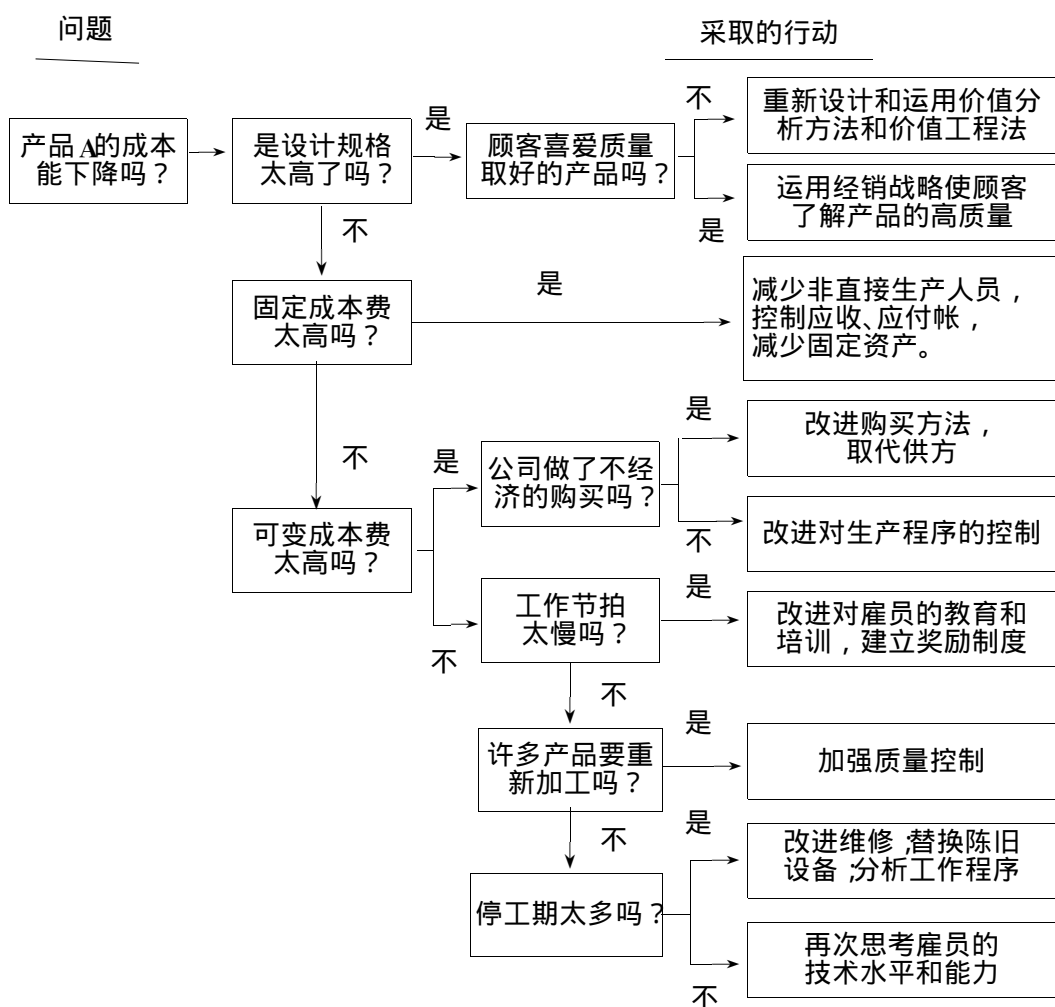 问题
采取的行动
产品A的成本
能下降吗？
是设计规格
太高了吗？
是
顾客喜爱质量
取好的产品吗？
不
重新设计和运用价值分
析方法和价值工程法
是
运用经销战略使顾客
了解产品的高质量
不
固定成本费
太高吗？
是
减少非直接生产人员，
控制应收、应付帐，
减少固定资产。
不
可变成本费
太高吗？
是
公司做了不经
济的购买吗？
是
改进购买方法，
取代供方
不
改进对生产程序的控制
不
工作节拍
太慢吗？
是
改进对雇员的教育和
培训，建立奖励制度
不
许多产品要重
新加工吗？
是
加强质量控制
不
停工期太多吗？
是
改进维修;替换陈旧
设备;分析工作程序
不
再次思考雇员的
技术水平和能力